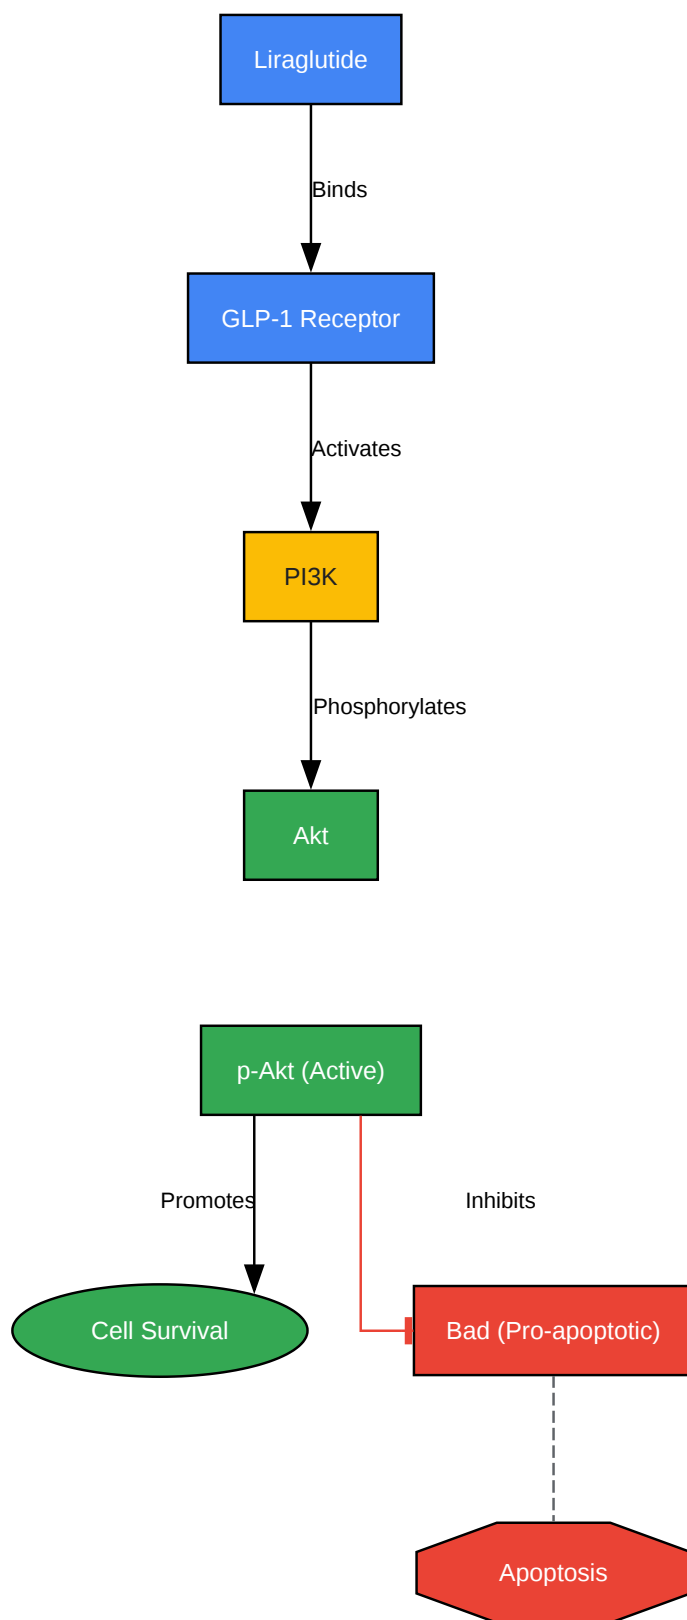 Liraglutide
Binds
GLP-1 Receptor
Activates
PI3K
Phosphorylates
Akt
p-Akt (Active)
Promotes
Inhibits
Cell Survival
Bad (Pro-apoptotic)
Apoptosis